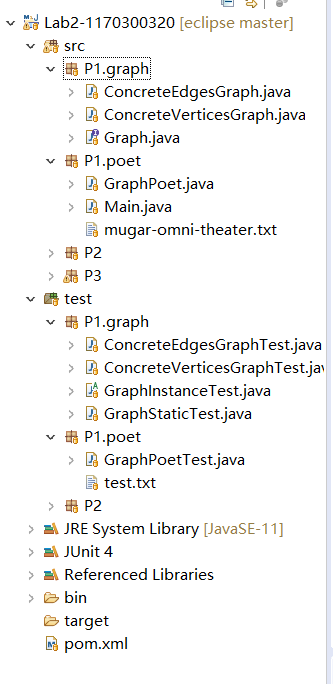 Lab2-1170300320 [eclipse master]
src
P1.graph
ConcreteEdgesGraph.java
ConcreteVerticesGraph.java
Graph.java
P1.poet
GraphPoet.java
Main.java
mugar-omni-theater.txt
P2
P3
test
P1.graph
ConcreteEdgesGraphTest.java
ConcreteVerticesGraphTest.jav
GraphInstanceTest.java
GraphStaticTest.java
P1.poet
GraphPoetTest.java
test.txt
P2
JRE System Library [JavaSE-11]
JUnit 4
Referenced Libraries
bin
target
pom.xml